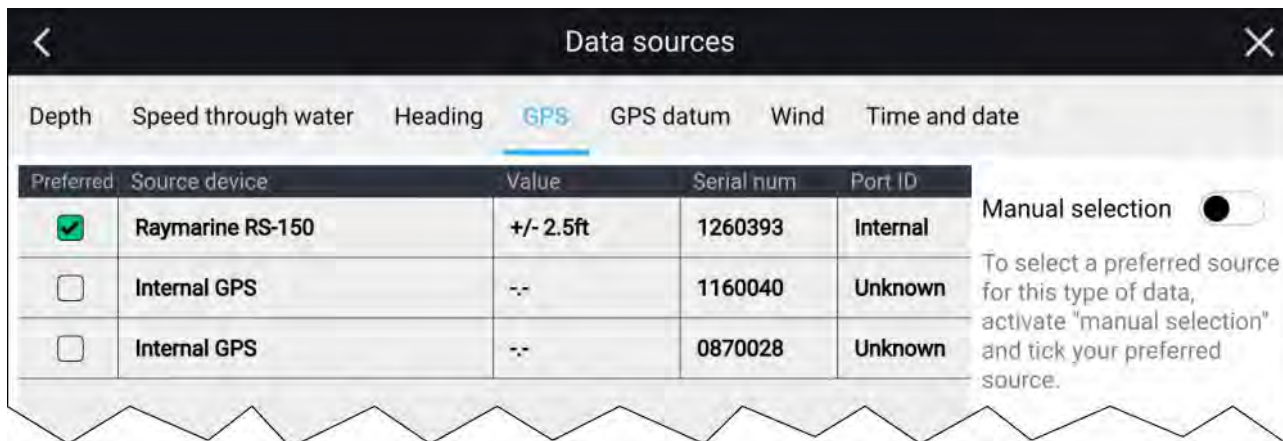 Data sources
Depth Speed through water Heading GPS GPS datum Wind Time and date
Preferred Source device Value Serial num Port ID
Raymarine RS-150 +/- 2.5ft 1260393 Internal
Internal GPS -.- 1160040 Unknown
Internal GPS -.- 0870028 Unknown
Manual selection
To select a preferred source
for this type of data,
activate "manual selection"
and tick your preferred
source.